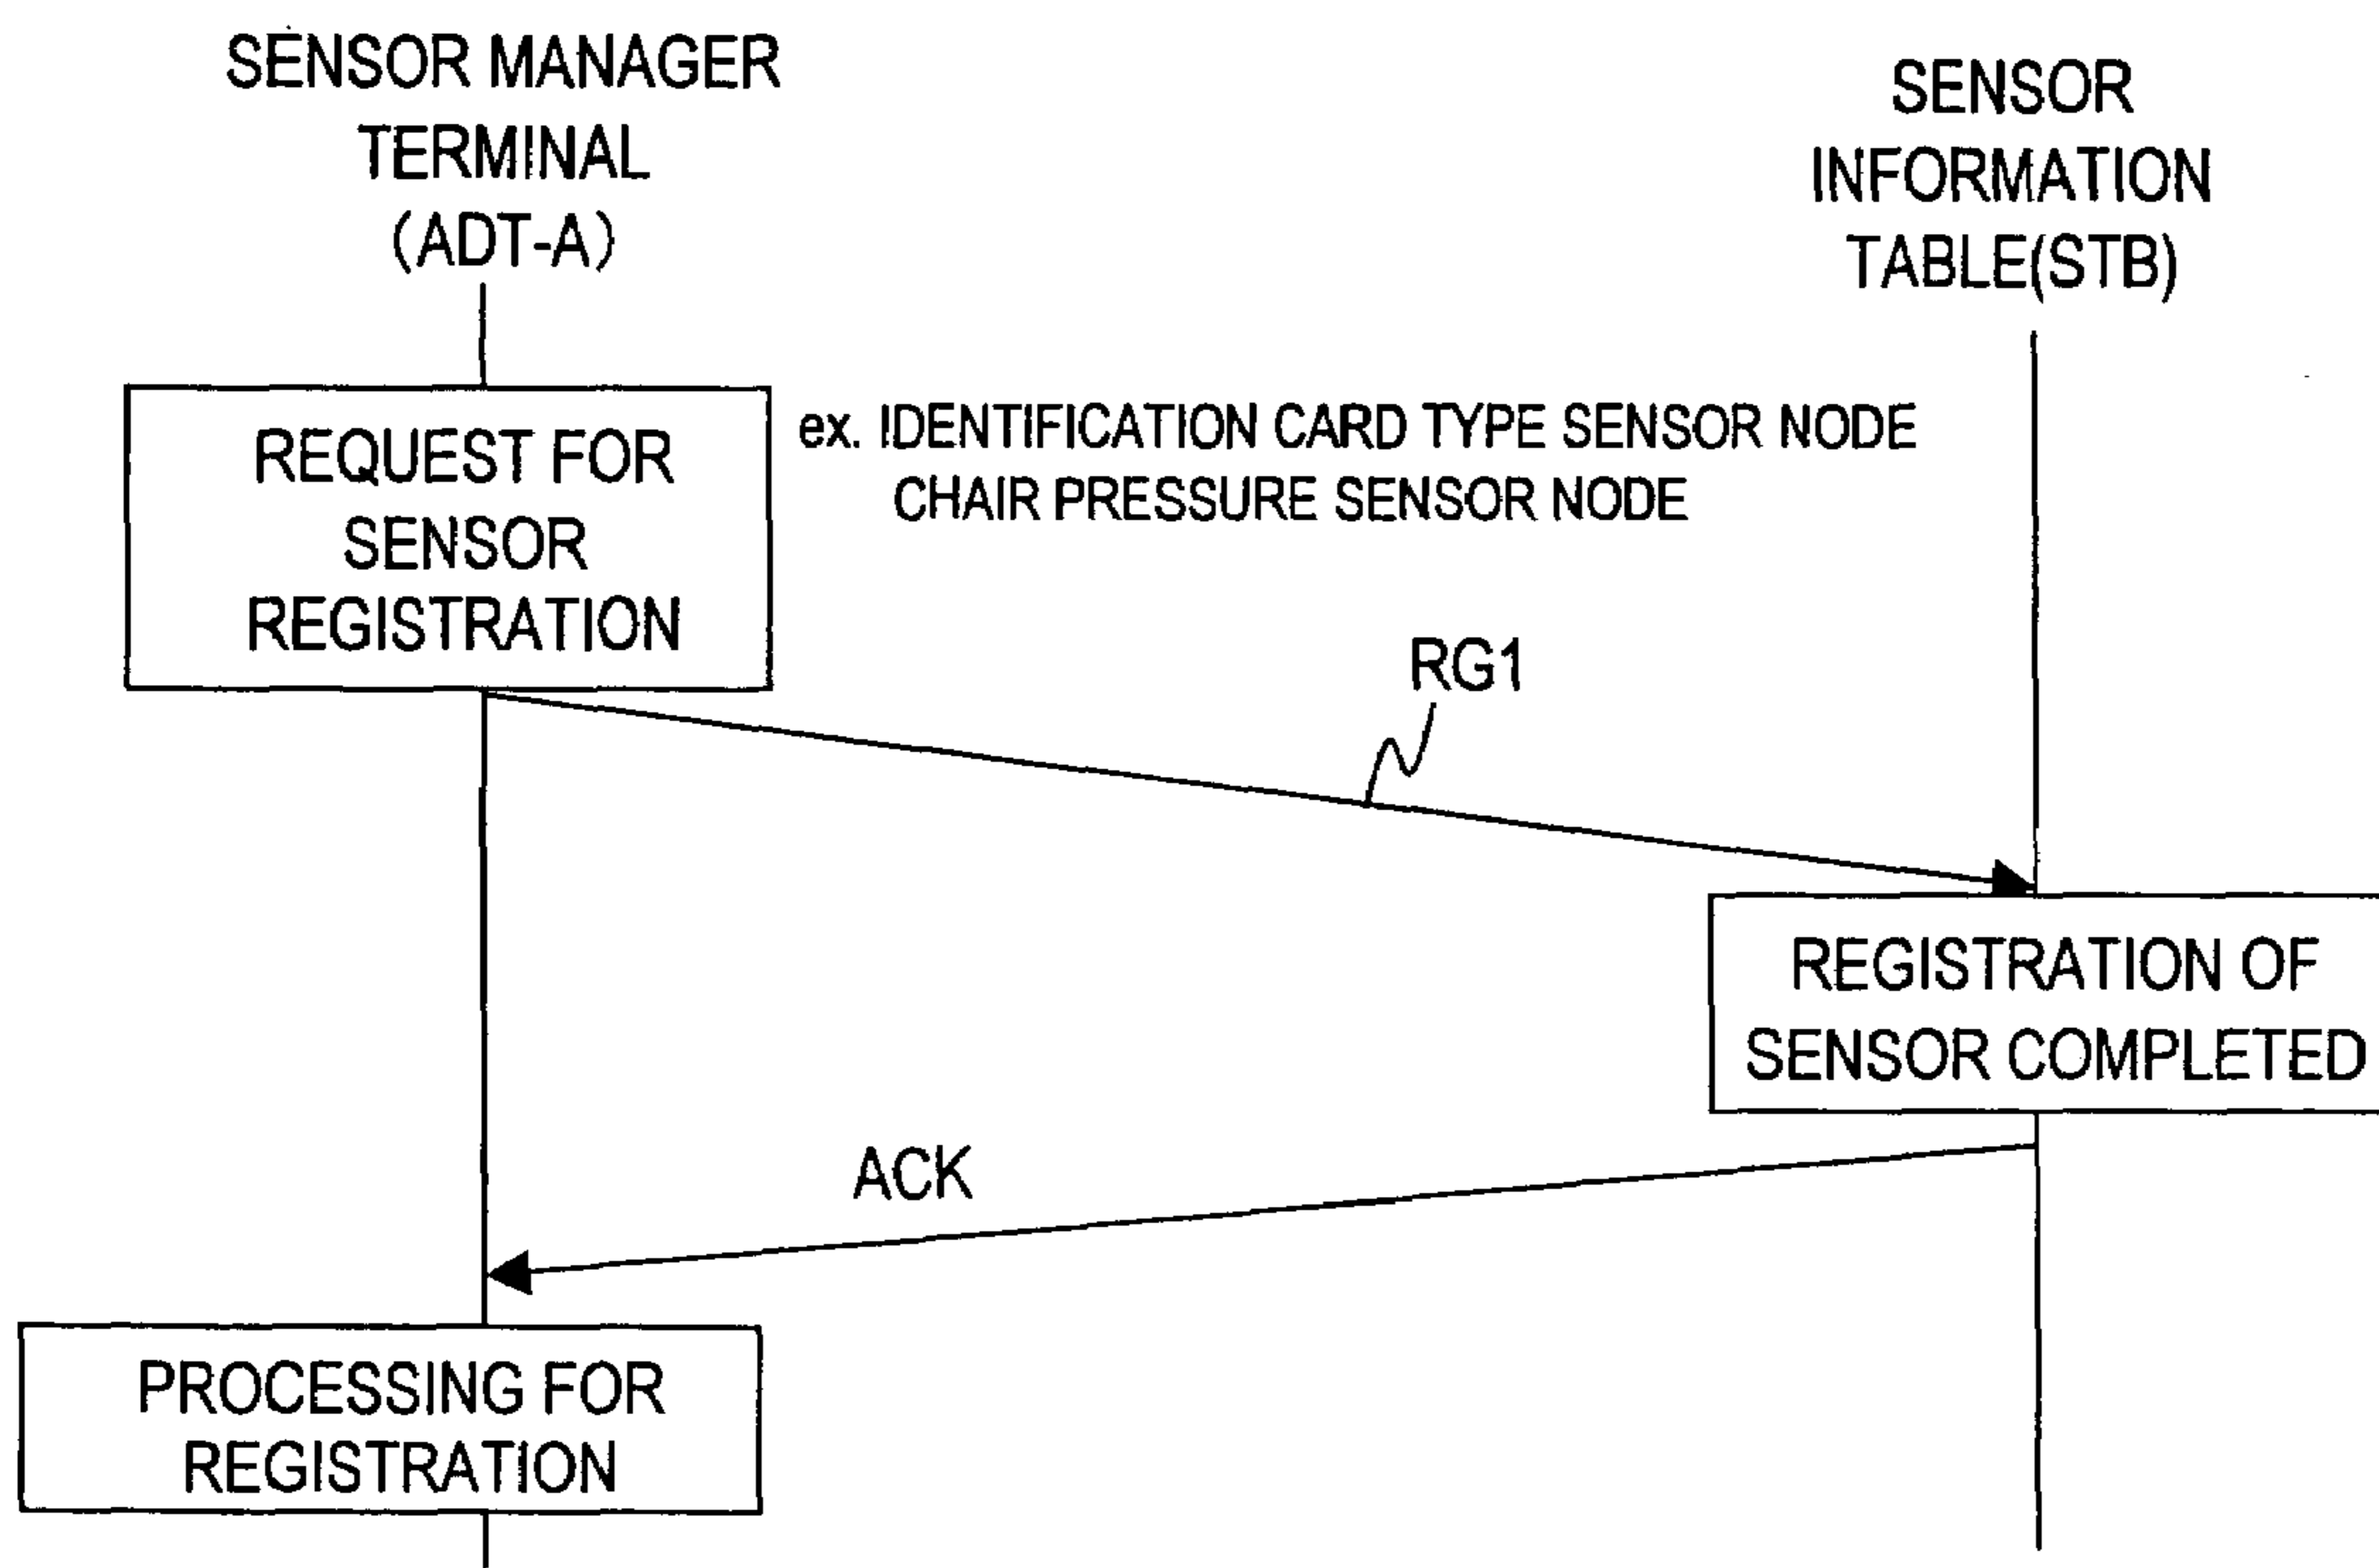 SENSOR MANAGER
TERMINAL
(ADT-A)
SENSOR
INFORMATION
TABLE(STB)
REQUEST FOR
SENSOR
REGISTRATION
ex. IDENTIFICATION CARD TYPE SENSOR NODE
CHAIR PRESSURE SENSOR NODE
RG1
REGISTRATION OF
SENSOR COMPLETED
ACK
PROCESSING FOR
REGISTRATION